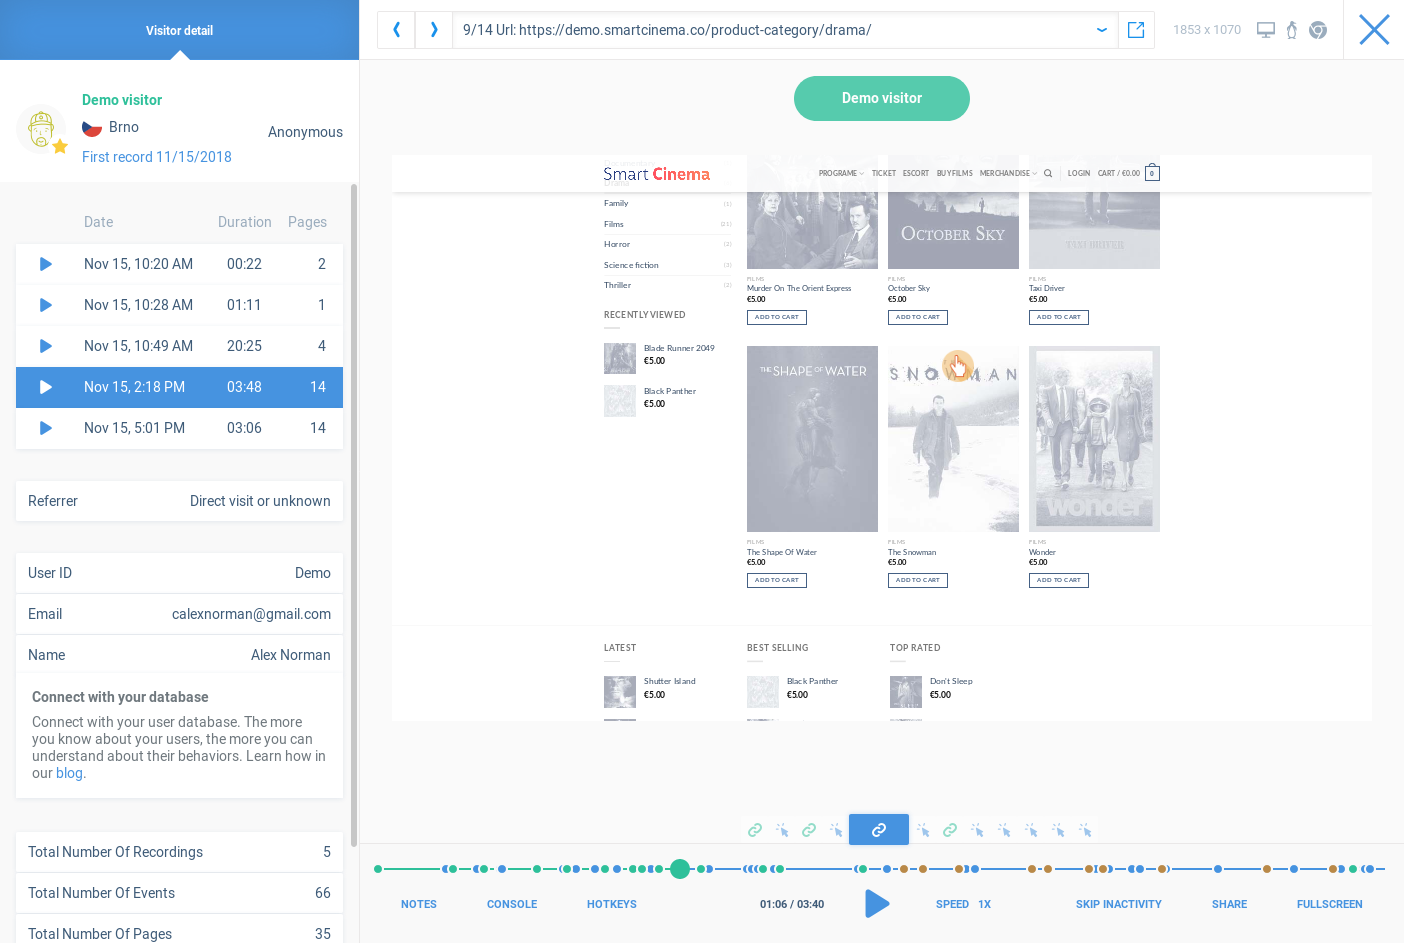 Visitor detail
9/14 Url: https://demo.smartcinema.co/product-category/drama/
1853 x 1070
Demo visitor
Brno
Anonymous
First record 11/15/2018
Date Duration Pages
Nov 15, 10:20 AM 00:22 2
Nov 15, 10:28 AM 01:11 1
Nov 15, 10:49 AM 20:25 4
Nov 15, 2:18 PM 03:48 14
Nov 15, 5:01 PM 03:06 14
Referrer Direct visit or unknown
User ID Demo
Email calexnorman@gmail.com
Name Alex Norman
Connect with your database
Connect with your user database. The more
you know about your users, the more you can
understand about their behaviors. Learn how in
our blog.
Total Number Of Recordings 5
Total Number Of Events 66
Total Number Of Pages 35
Demo visitor
Smart Cinema
PROGRAME TICKET ESCORT BUY FILMS MERCHANDISE LOGIN CART / €0.00 0
Family (1)
Films (21)
Horror (2)
Science fiction (3)
Thriller (2)
RECENTLY VIEWED
Blade Runner 2049
€5.00
Black Panther
€5.00
OCTOBER SKY
TAXI DRIVER
FILMS FILMS FILMS
Murder On The Orient Express October Sky Taxi Driver
€5.00 €5.00 €5.00
ADD TO CART ADD TO CART ADD TO CART
THE SHAPE OF WATER
SNOWMAN
wonder
FILMS FILMS FILMS
The Shape Of Water The Snowman Wonder
€5.00 €5.00 €5.00
ADD TO CART ADD TO CART ADD TO CART
LATEST BEST SELLING TOP RATED
Shutter Island Black Panther Don't Sleep
€5.00 €5.00 €5.00
NOTES CONSOLE HOTKEYS 01:06 / 03:40 SPEED 1X SKIP INACTIVITY SHARE FULLSCREEN